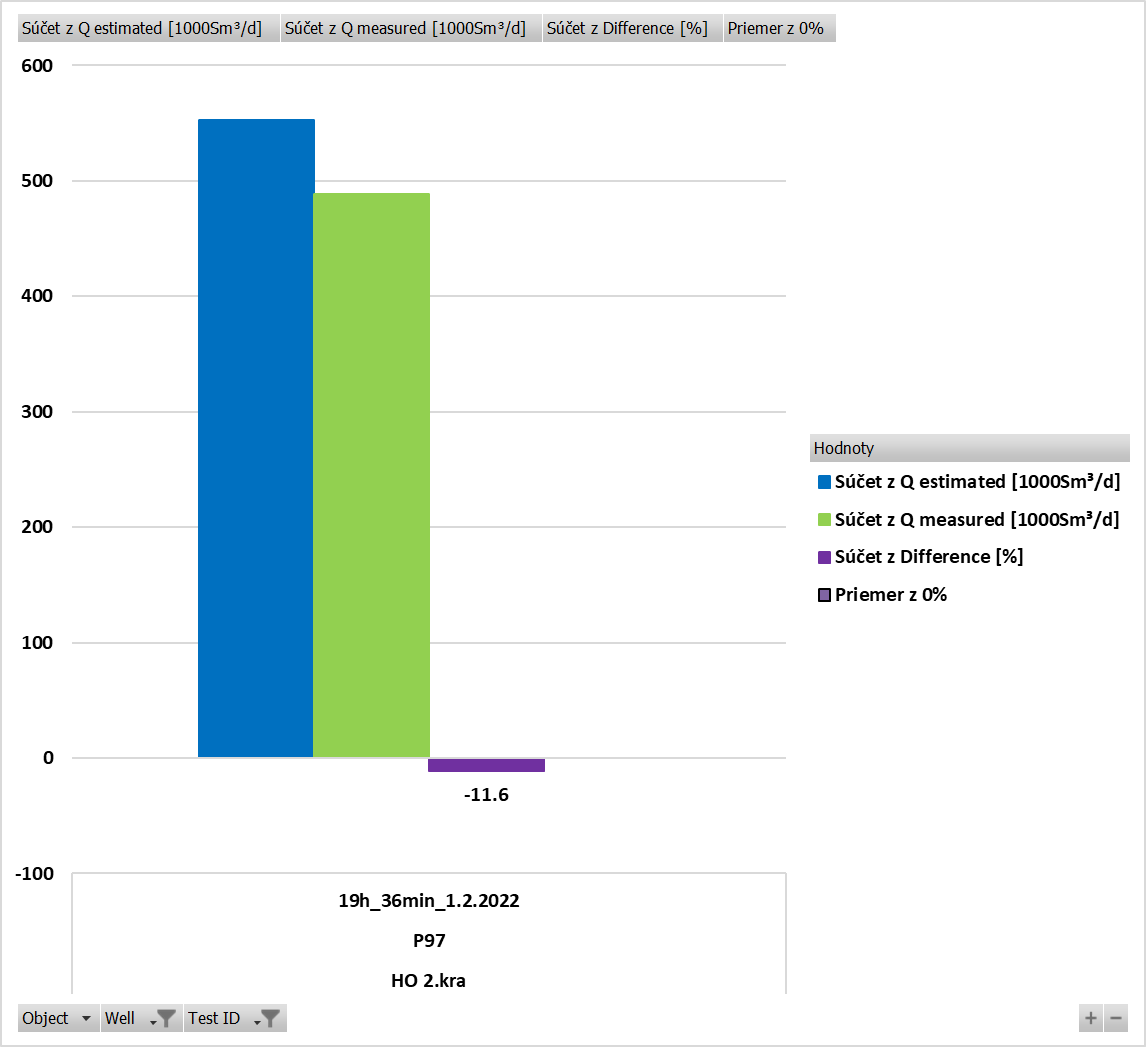 Súčet z Q estimated [1000Sm³/d] Súčet z Q measured [1000Sm³/d] Súčet z Difference [%] Priemer z 0%
600
500
400
300
200
100
0
-100
-11.6
19h_36min_1.2.2022
P97
HO 2.kra
Hodnoty
Súčet z Q estimated [1000Sm³/d]
Súčet z Q measured [1000Sm³/d]
Súčet z Difference [%]
Priemer z 0%
Object Well Test ID